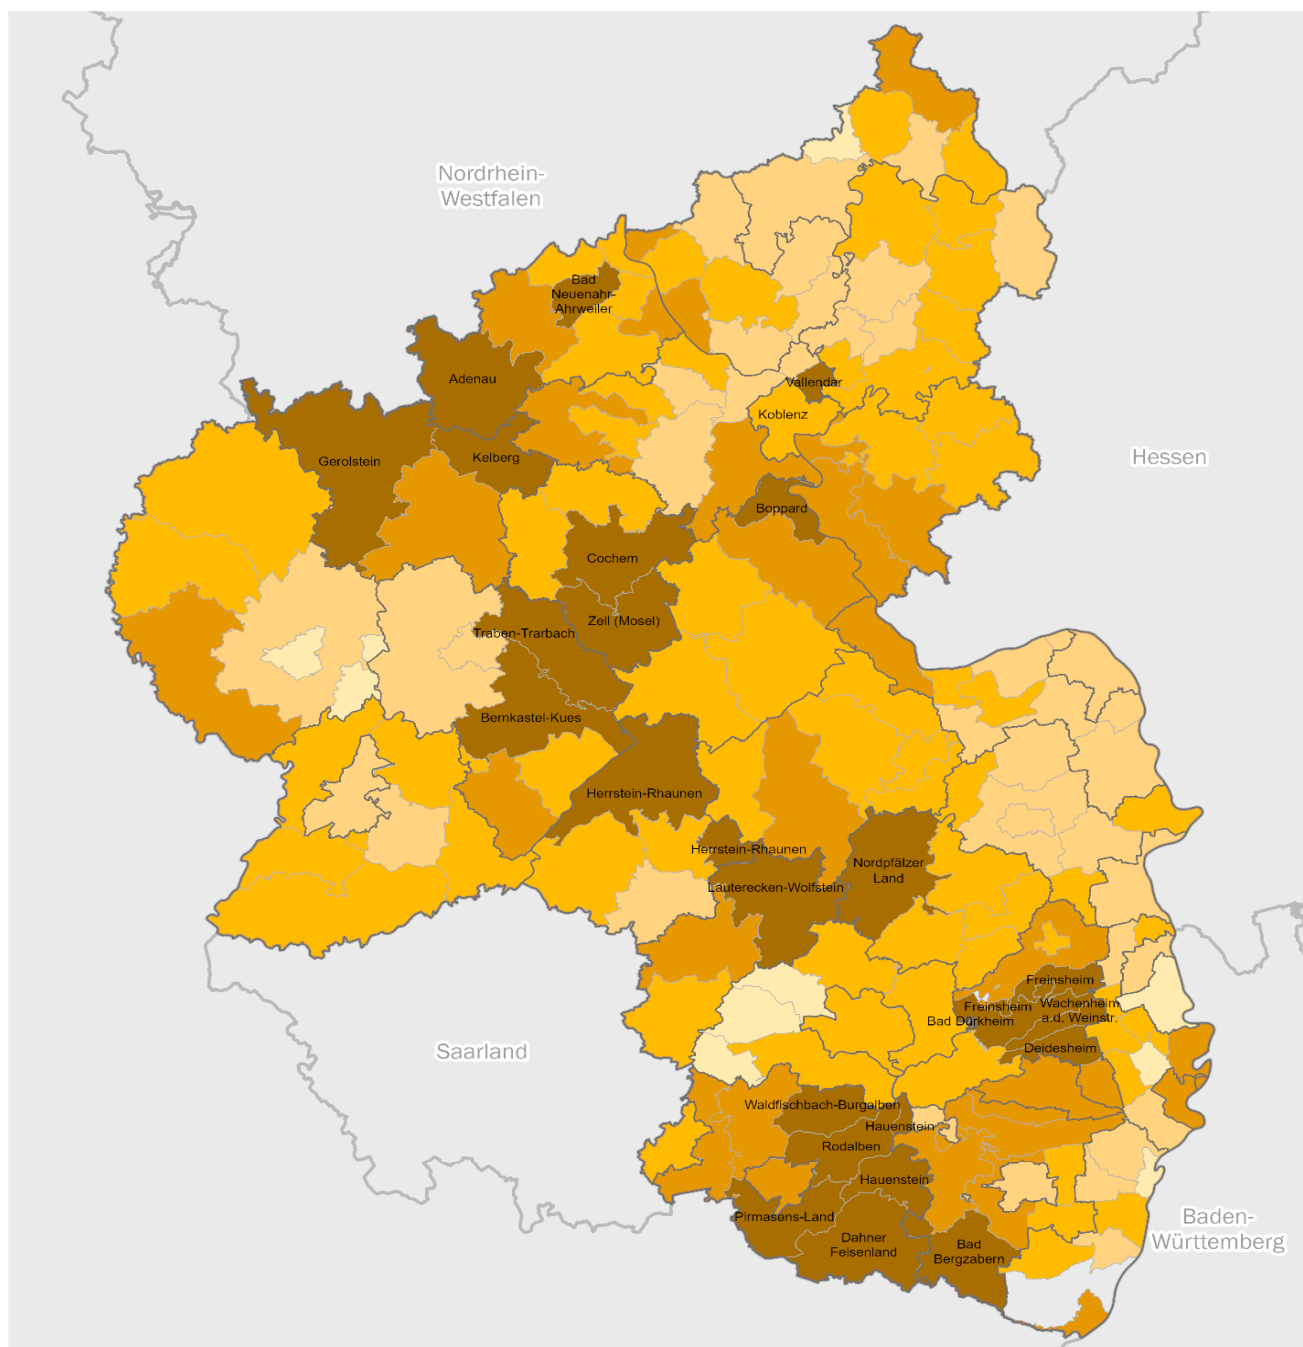 Nordrhein-
Westfalen
Bad
Neuenahr-
Ahrweiler
Adenau
Vallendar
Koblenz
Gerolstein
Kelberg
Hessen
Boppard
Cochem
Zell (Mosel)
Traben-Trarbach
Bernkastel-Kues
Herrstein-Rhaunen
Herrstein-Rhaunen
Nordpfälzer
Land
Lauterecken-Wolfstein
Freinsheim
Freinsheim
Wachenheim
a.d. Weinstr.
Bad Dürkheim
Deidesheim
Saarland
Waldfischbach-Burgalben
Hauenstein
Rodalben
Hauenstein
Pirmasens-Land
Dahner
Felsenland
Bad
Bergzabern
Baden-
Württemberg